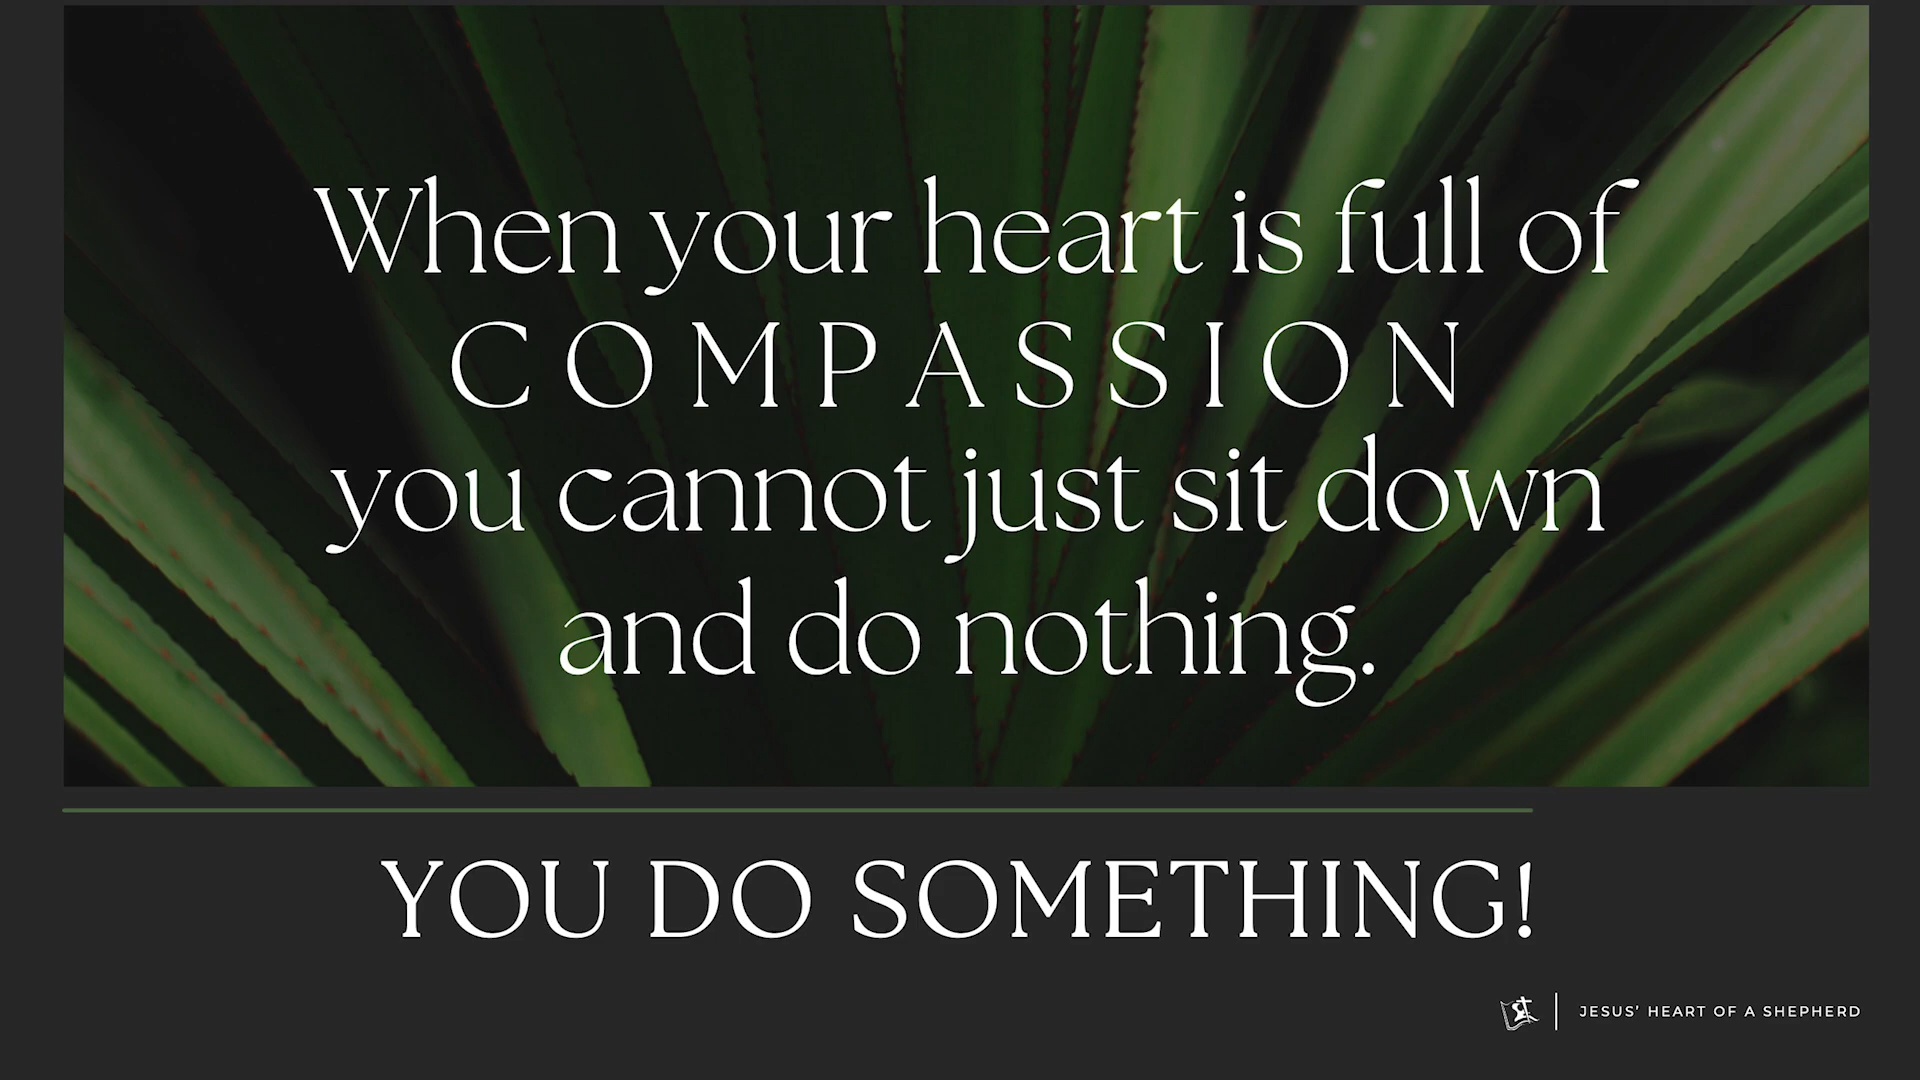 When your heart is full of
COMPASSION
you cannot just sit down
and do nothing.
YOU DO SOMETHING!
JESUS' HEART OF A SHEPHERD